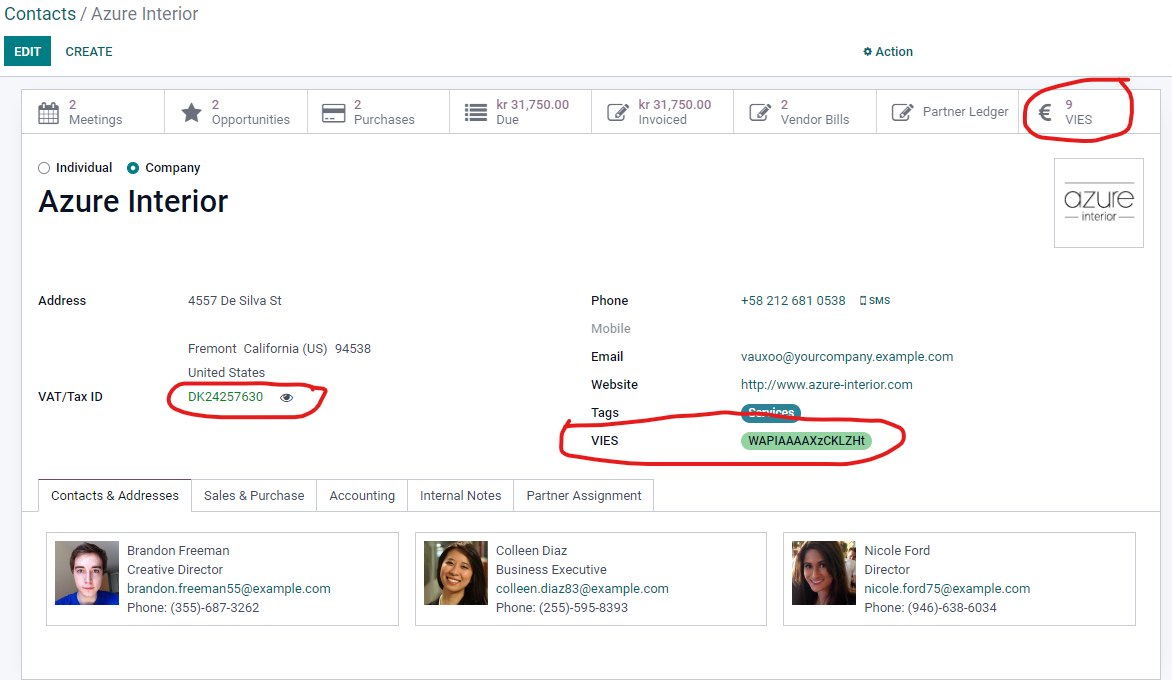 Contacts / Azure Interior
EDIT CREATE Action
2 Meetings
2 Opportunities
2 Purchases
kr 31,750.00 Due
kr 31,750.00 Invoiced
2 Vendor Bills
Partner Ledger
€ 9 VIES
Individual Company
Azure Interior
azure
interior
Address 4557 De Silva St
Fremont California (US) 94538
United States
VAT/Tax ID DK24257630
Phone +58 212 681 0538 SMS
Mobile
Email vauxoo@yourcompany.example.com
Website http://www.azure-interior.com
Tags Services
VIES WAPIAAAAXzCKLZHt
Contacts & Addresses Sales & Purchase Accounting Internal Notes Partner Assignment
Brandon Freeman
Creative Director
brandon.freeman55@example.com
Phone: (355)-687-3262
Colleen Diaz
Business Executive
colleen.diaz83@example.com
Phone: (255)-595-8393
Nicole Ford
Director
nicole.ford75@example.com
Phone: (946)-638-6034